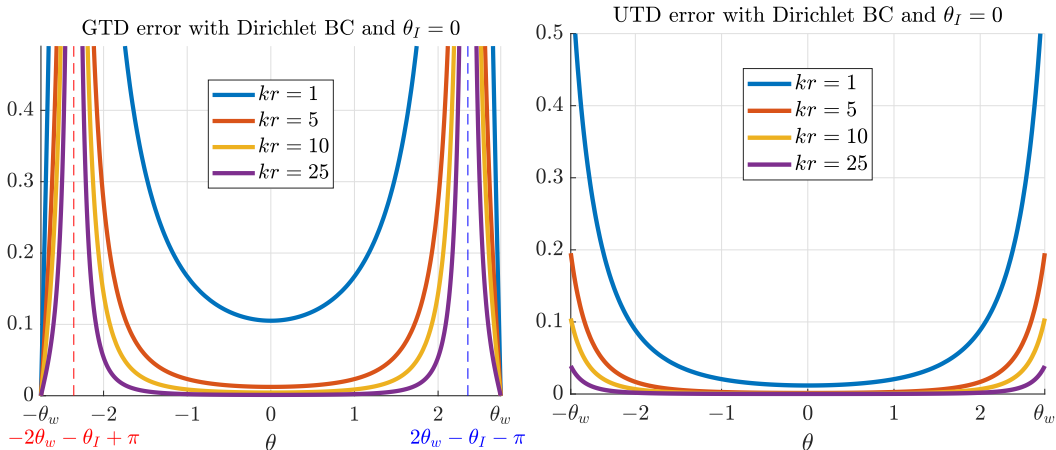 GTD error with Dirichlet BC and θ_I = 0
0.4
0.3
0.2
0.1
0
kr = 1
kr = 5
kr = 10
kr = 25
−θ_w
−2
−1
0
1
2
θ_w
−2θ_w − θ_I + π
θ
2θ_w − θ_I − π
UTD error with Dirichlet BC and θ_I = 0
0.5
0.4
0.3
0.2
0.1
0
kr = 1
kr = 5
kr = 10
kr = 25
−θ_w
−2
−1
0
1
2
θ_w
θ